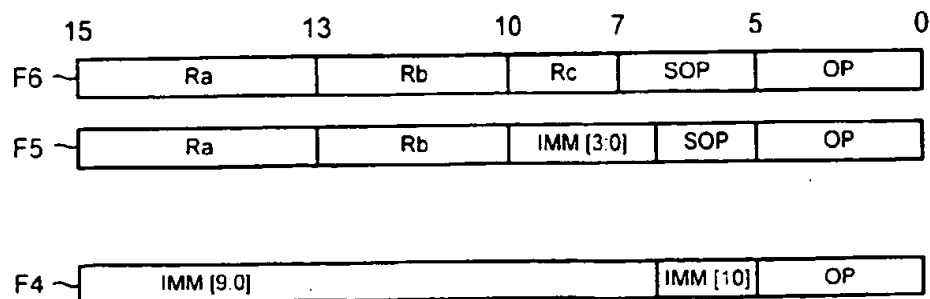 15 13 10 7 5 0
F6 Ra Rb Rc SOP OP
F5 Ra Rb IMM [3:0] SOP OP
F4 IMM [9:0] IMM [10] OP